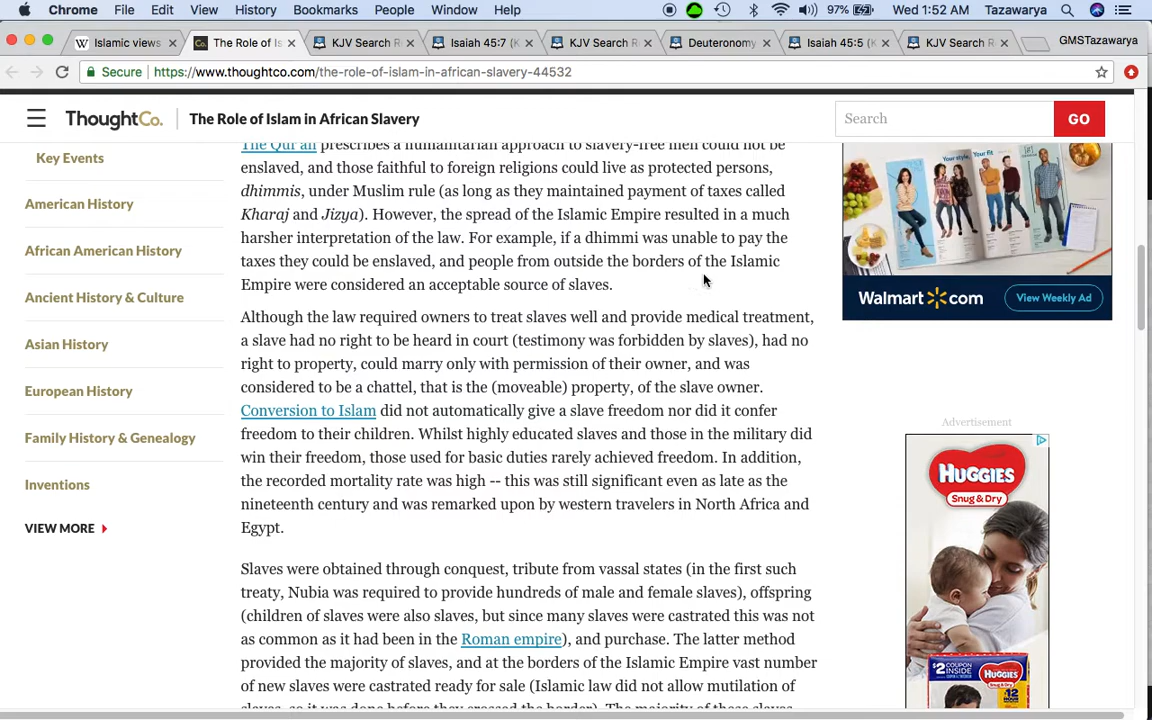 Chrome File Edit View History Bookmarks People Window Help 97% Wed 1:52 AM Tazawarya
Islamic views The Role of Is KJV Search R Isaiah 45:7 (K KJV Search R Deuteronomy Isaiah 45:5 (K KJV Search R GMSTazawarya
Secure https://www.thoughtco.com/the-role-of-islam-in-african-slavery-44532
ThoughtCo. The Role of Islam in African Slavery Search GO
Key Events
American History
African American History
Ancient History & Culture
Asian History
European History
Family History & Genealogy
Inventions
VIEW MORE
The Qur'an prescribes a humanitarian approach to slavery-free men could not be
enslaved, and those faithful to foreign religions could live as protected persons,
dhimmis, under Muslim rule (as long as they maintained payment of taxes called
Kharaj and Jizya). However, the spread of the Islamic Empire resulted in a much
harsher interpretation of the law. For example, if a dhimmi was unable to pay the
taxes they could be enslaved, and people from outside the borders of the Islamic
Empire were considered an acceptable source of slaves.
Although the law required owners to treat slaves well and provide medical treatment,
a slave had no right to be heard in court (testimony was forbidden by slaves), had no
right to property, could marry only with permission of their owner, and was
considered to be a chattel, that is the (moveable) property, of the slave owner.
Conversion to Islam did not automatically give a slave freedom nor did it confer
freedom to their children. Whilst highly educated slaves and those in the military did
win their freedom, those used for basic duties rarely achieved freedom. In addition,
the recorded mortality rate was high -- this was still significant even as late as the
nineteenth century and was remarked upon by western travelers in North Africa and
Egypt.
Slaves were obtained through conquest, tribute from vassal states (in the first such
treaty, Nubia was required to provide hundreds of male and female slaves), offspring
(children of slaves were also slaves, but since many slaves were castrated this was not
as common as it had been in the Roman empire), and purchase. The latter method
provided the majority of slaves, and at the borders of the Islamic Empire vast number
of new slaves were castrated ready for sale (Islamic law did not allow mutilation of
slaves, so it was done before they crossed the border). The majority of these slaves
Walmart com View Weekly Ad
Advertisement
HUGGIES
Snug & Dry
$2 COUPON INSIDE
HUGGIES